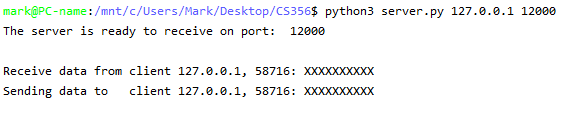 mark@PC-name:/mnt/c/Users/Mark/Desktop/CS356$ python3 server.py 127.0.0.1 12000
The server is ready to receive on port:  12000
Receive data from client 127.0.0.1, 58716: XXXXXXXXXX
Sending data to   client 127.0.0.1, 58716: XXXXXXXXXX